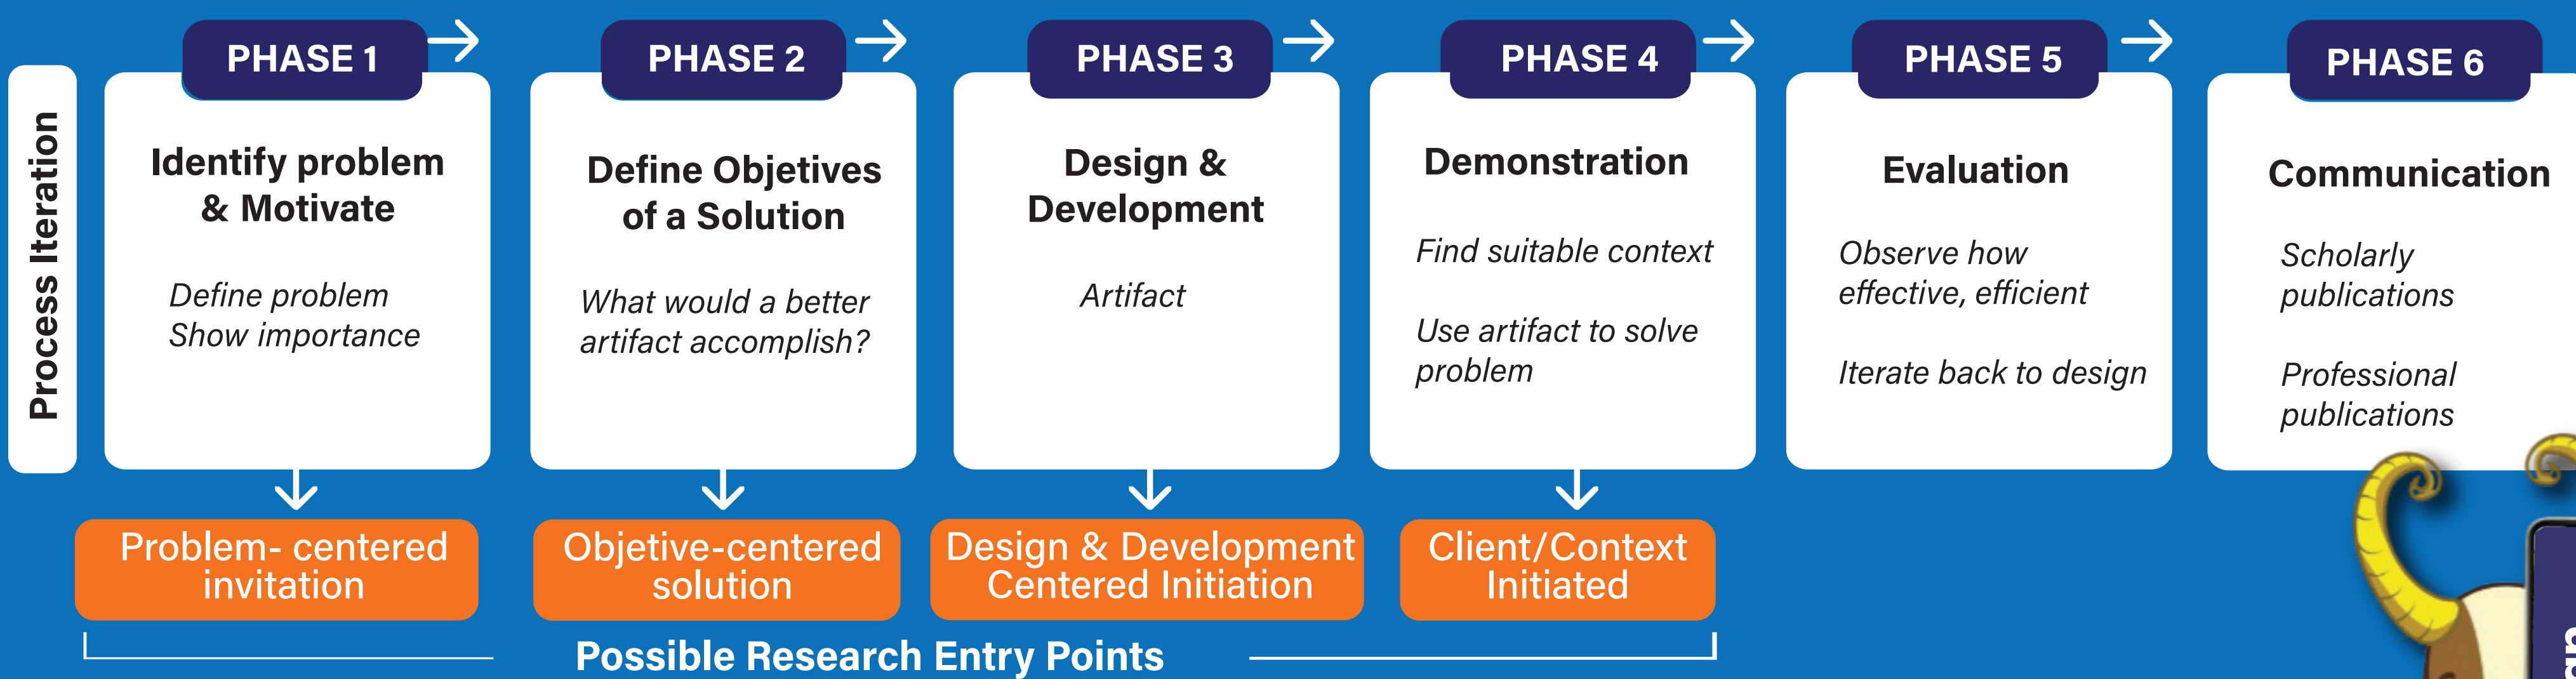 Process Iteration
PHASE 1
Identify problem
& Motivate
Define problem
Show importance
Problem- centered
invitation
PHASE 2
Define Objetives
of a Solution
What would a better
artifact accomplish?
Objetive-centered
solution
PHASE 3
Design &
Development
Artifact
Design & Development
Centered Initiation
PHASE 4
Demonstration
Find suitable context
Use artifact to solve
problem
Client/Context
Initiated
PHASE 5
Evaluation
Observe how
effective, efficient
Iterate back to design
PHASE 6
Communication
Scholarly
publications
Professional
publications
Possible Research Entry Points